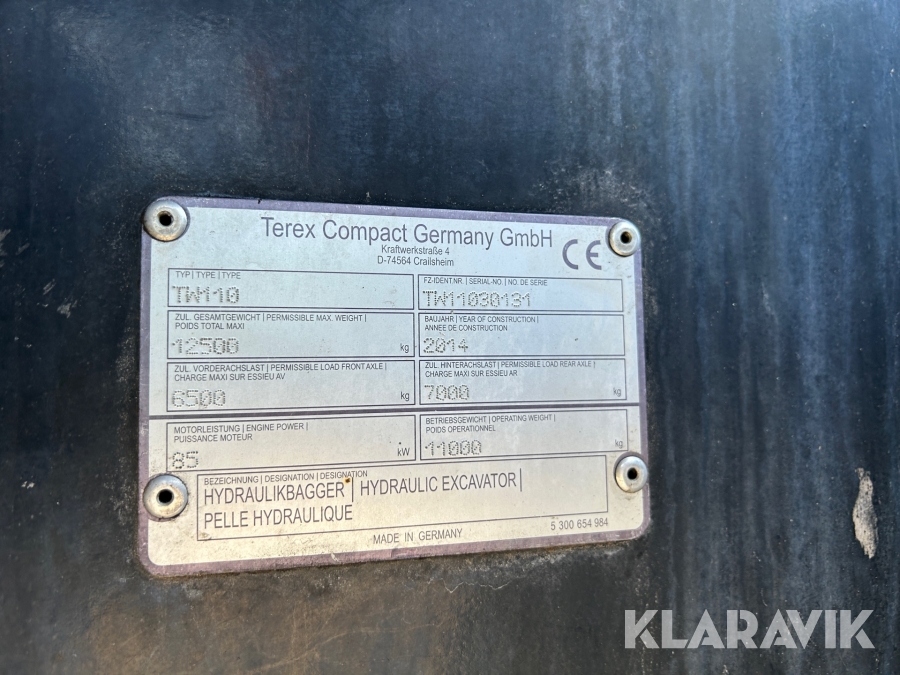 Terex Compact Germany GmbH
Kraftwerkstraße 4
D-74564 Crailsheim
CE
TYP | TYPE | TYPE
TW110
FZ-IDENT.NR. | SERIAL-NO. | NO. DE SERIE
TW11030131
ZUL. GESAMTGEWICHT | PERMISSIBLE MAX. WEIGHT |
POIDS TOTAL MAXI
12500 kg
BAUJAHR | YEAR OF CONSTRUCTION |
ANNEE DE CONSTRUCTION
2014
ZUL. VORDERACHSLAST | PERMISSIBLE LOAD FRONT AXLE |
CHARGE MAXI SUR ESSIEU AV
6500 kg
ZUL. HINTERACHSLAST | PERMISSIBLE LOAD REAR AXLE |
CHARGE MAXI SUR ESSIEU AR
7000 kg
MOTORLEISTUNG | ENGINE POWER |
PUISSANCE MOTEUR
85 kW
BETRIEBSGEWICHT | OPERATING WEIGHT |
POIDS OPERATIONNEL
11000 kg
BEZEICHNUNG | DESIGNATION | DESIGNATION
HYDRAULIKBAGGER | HYDRAULIC EXCAVATOR |
PELLE HYDRAULIQUE
MADE IN GERMANY
5 300 654 984
KLARAVIK